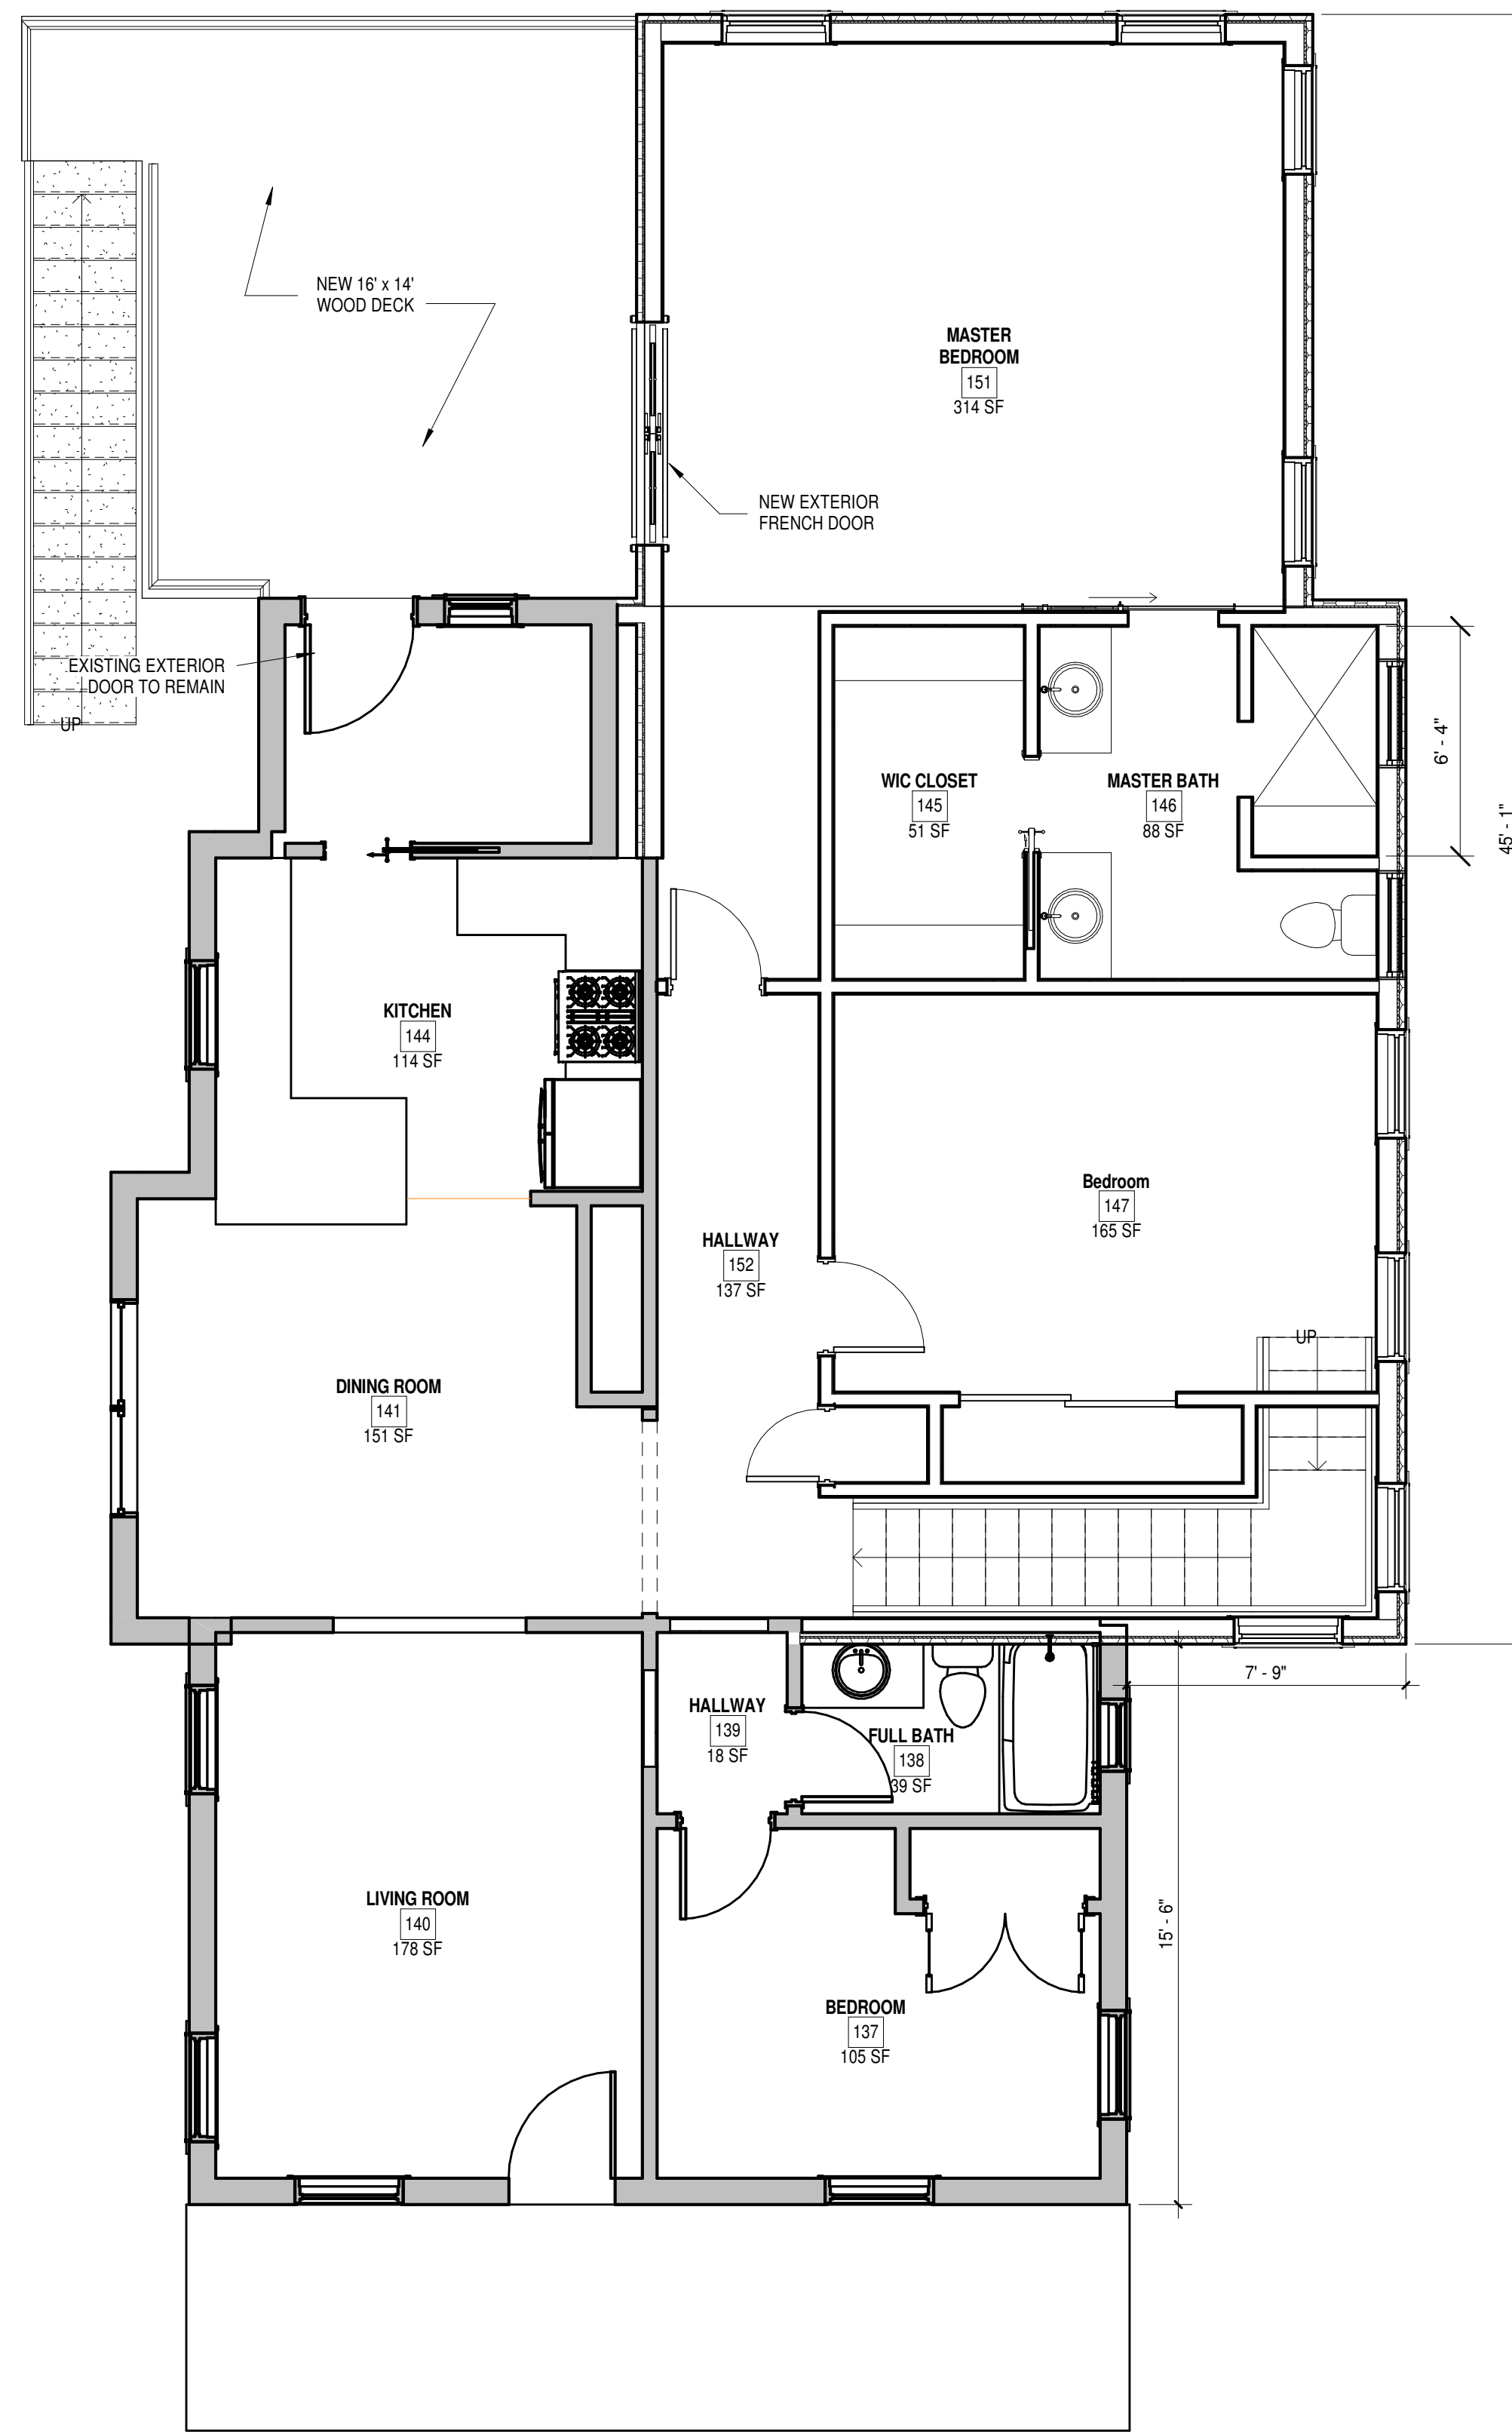 NEW 16' x 14'
WOOD DECK
MASTER
BEDROOM
151
314 SF
NEW EXTERIOR
FRENCH DOOR
EXISTING EXTERIOR
DOOR TO REMAIN
UP
6' - 4"
45' - 1"
WIC CLOSET
145
51 SF
MASTER BATH
146
88 SF
KITCHEN
144
114 SF
Bedroom
147
165 SF
HALLWAY
152
137 SF
UP
DINING ROOM
141
151 SF
7' - 9"
HALLWAY
139
18 SF
FULL BATH
138
39 SF
LIVING ROOM
140
178 SF
15' - 6"
BEDROOM
137
105 SF